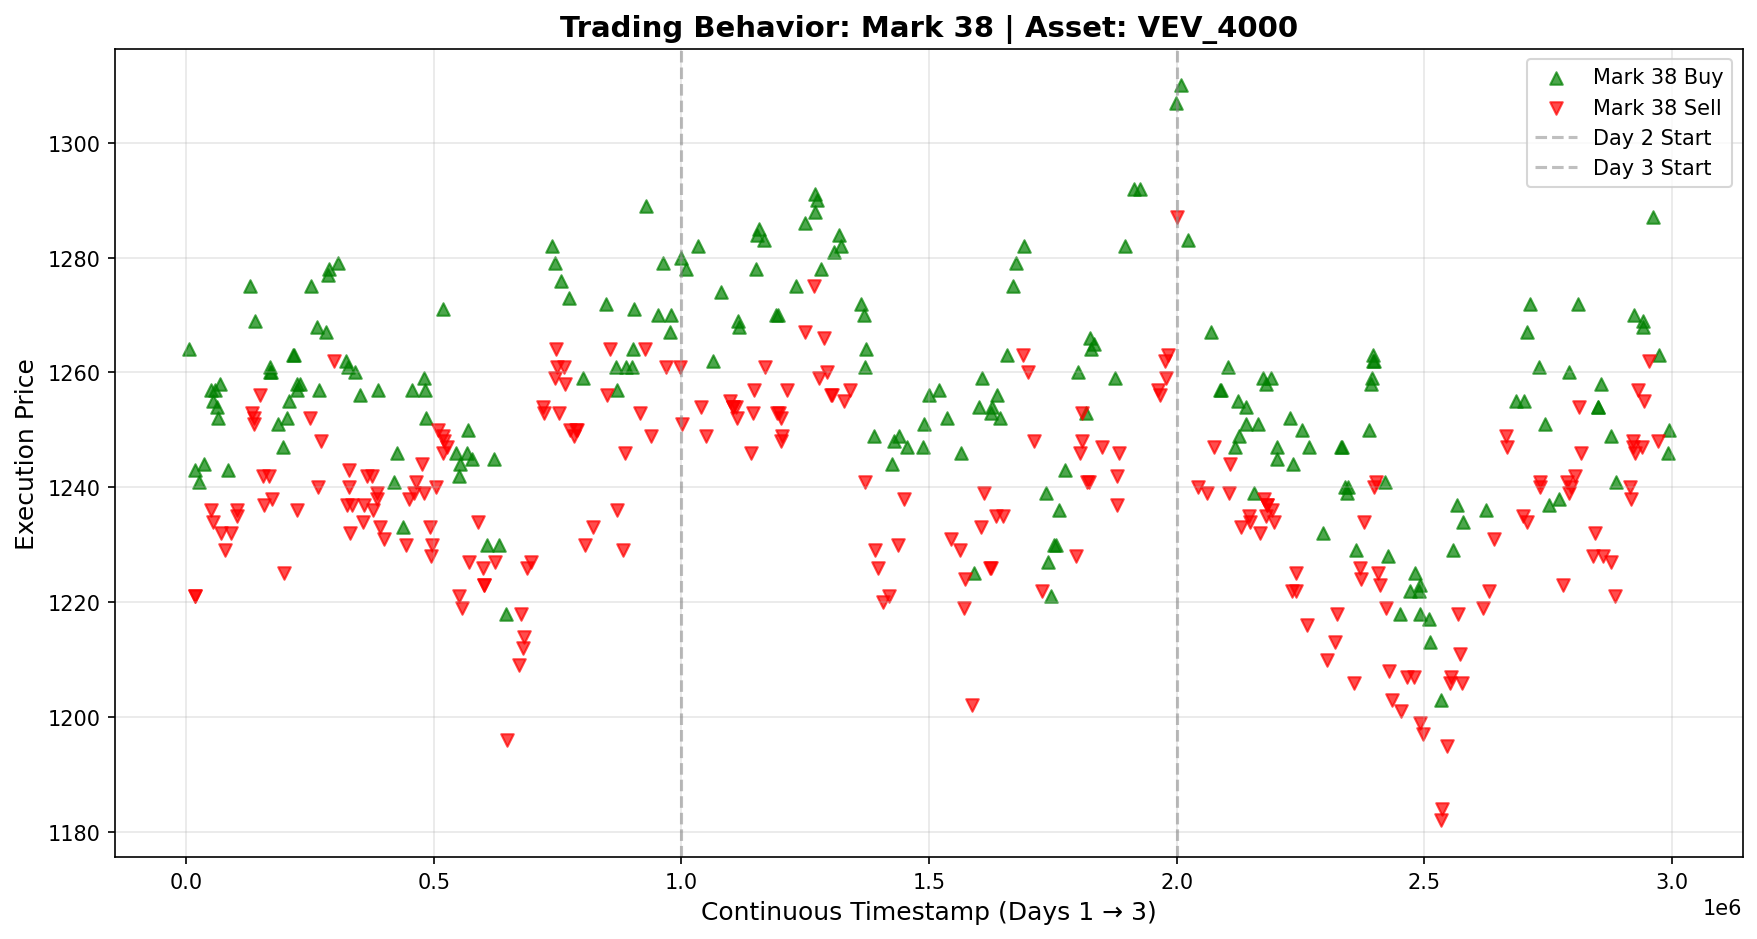 Trading Behavior: Mark 38 | Asset: VEV_4000
Mark 38 Buy
Mark 38 Sell
Day 2 Start
Day 3 Start
Execution Price
1300
1280
1260
1240
1220
1200
1180
0.0 0.5 1.0 1.5 2.0 2.5 3.0
1e6
Continuous Timestamp (Days 1 → 3)